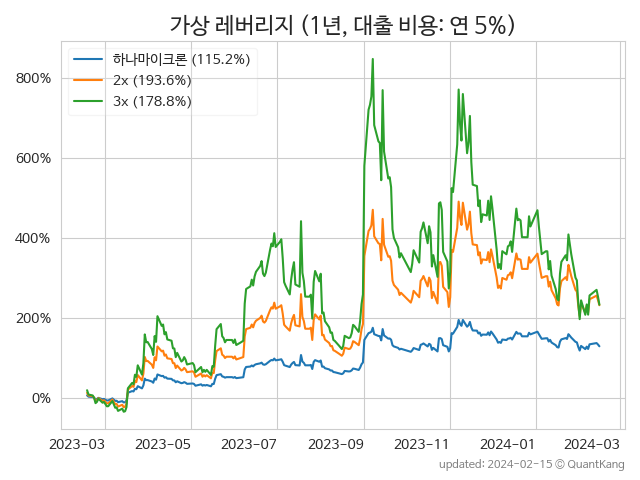 가상 레버리지 (1년, 대출 비용: 연 5%)
하나마이크론 (115.2%)
2x (193.6%)
3x (178.8%)
800%
600%
400%
200%
0%
2023-03 2023-05 2023-07 2023-09 2023-11 2024-01 2024-03
updated: 2024-02-15 © QuantKang